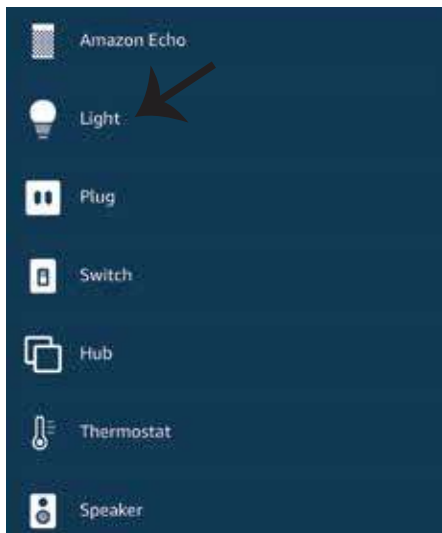 Amazon Echo
Light
Plug
Switch
Hub
Thermostat
Speaker